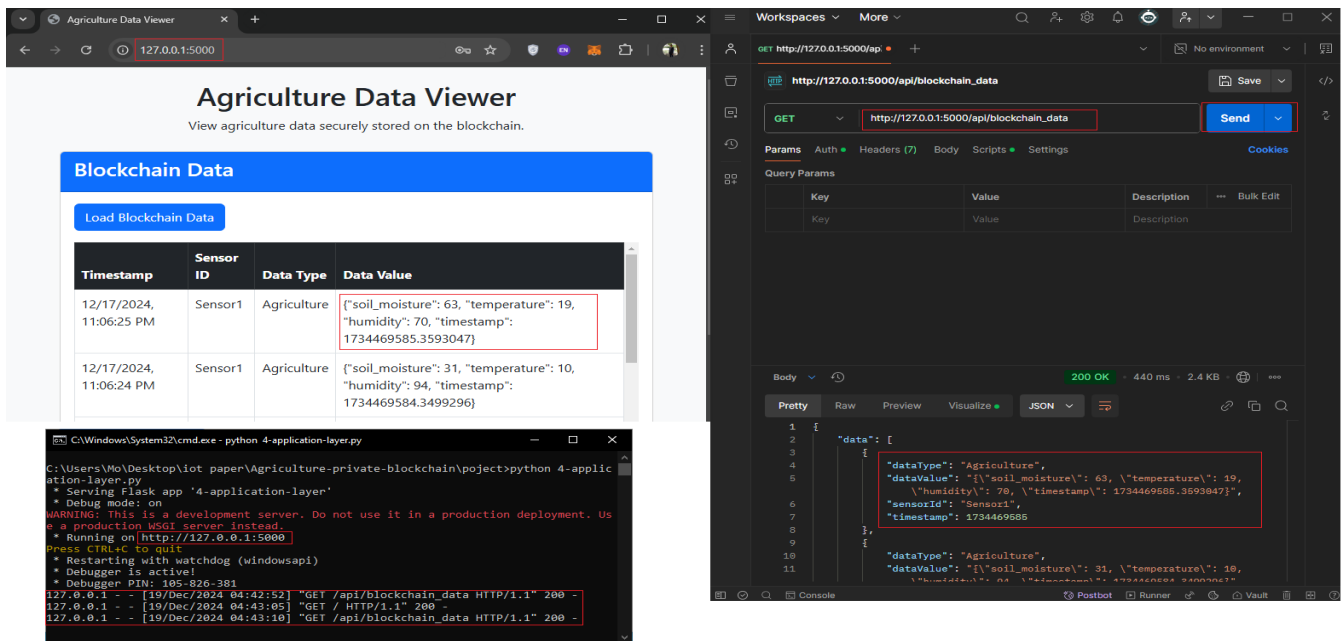 Agriculture Data Viewer
127.0.0.1:5000
EN
Agriculture Data Viewer
View agriculture data securely stored on the blockchain.
Blockchain Data
Load Blockchain Data
Timestamp Sensor ID Data Type Data Value
12/17/2024, 11:06:25 PM Sensor1 Agriculture {"soil_moisture": 63, "temperature": 19,
"humidity": 70, "timestamp":
1734469585.3593047}
12/17/2024, 11:06:24 PM Sensor1 Agriculture {"soil_moisture": 31, "temperature": 10,
"humidity": 94, "timestamp":
1734469584.3499296}
C:\Windows\System32\cmd.exe - python 4-application-layer.py
C:\Users\Mo\Desktop\iot paper\Agriculture-private-blockchain\poject>python 4-applic
ation-layer.py
* Serving Flask app '4-application-layer'
* Debug mode: on
WARNING: This is a development server. Do not use it in a production deployment. Us
e a production WSGI server instead.
* Running on http://127.0.0.1:5000
Press CTRL+C to quit
* Restarting with watchdog (windowsapi)
* Debugger is active!
* Debugger PIN: 105-826-381
127.0.0.1 - - [19/Dec/2024 04:42:52] "GET /api/blockchain_data HTTP/1.1" 200 -
127.0.0.1 - - [19/Dec/2024 04:43:05] "GET / HTTP/1.1" 200 -
127.0.0.1 - - [19/Dec/2024 04:43:10] "GET /api/blockchain_data HTTP/1.1" 200 -
Workspaces More
GET http://127.0.0.1:5000/api No environment
HTTP http://127.0.0.1:5000/api/blockchain_data Save
GET http://127.0.0.1:5000/api/blockchain_data Send
Params Auth Headers (7) Body Scripts Settings Cookies
Query Params
Key Value Description Bulk Edit
Key Value Description
Body 200 OK 440 ms 2.4 KB
Pretty Raw Preview Visualize JSON
1 {
2 "data": [
3 {
4 "dataType": "Agriculture",
5 "dataValue": "{\"soil_moisture\": 63, \"temperature\": 19,
\"humidity\": 70, \"timestamp\": 1734469585.3593047}",
6 "sensorId": "Sensor1",
7 "timestamp": 1734469585
8 },
9 {
10 "dataType": "Agriculture",
11 "dataValue": "{\"soil_moisture\": 31, \"temperature\": 10,
\"humidity\": 94, \"timestamp\": 1734469584.3499296}"
Console Postbot Runner Vault